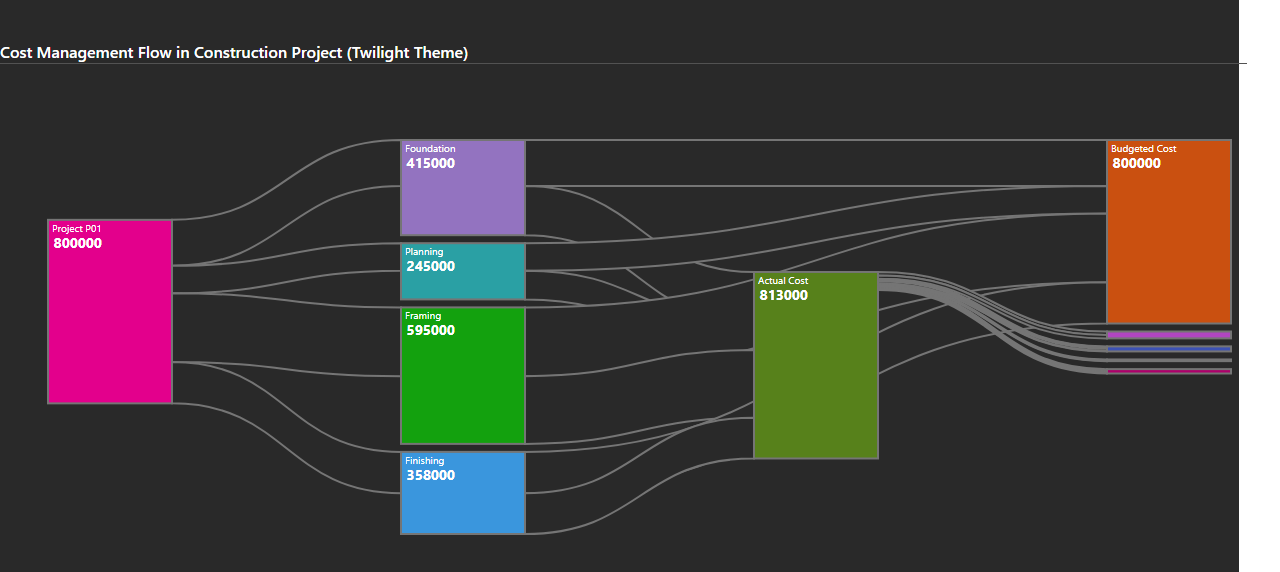 Cost Management Flow in Construction Project (Twilight Theme)
Project P01
800000
Foundation
415000
Planning
245000
Framing
595000
Finishing
358000
Actual Cost
813000
Budgeted Cost
800000